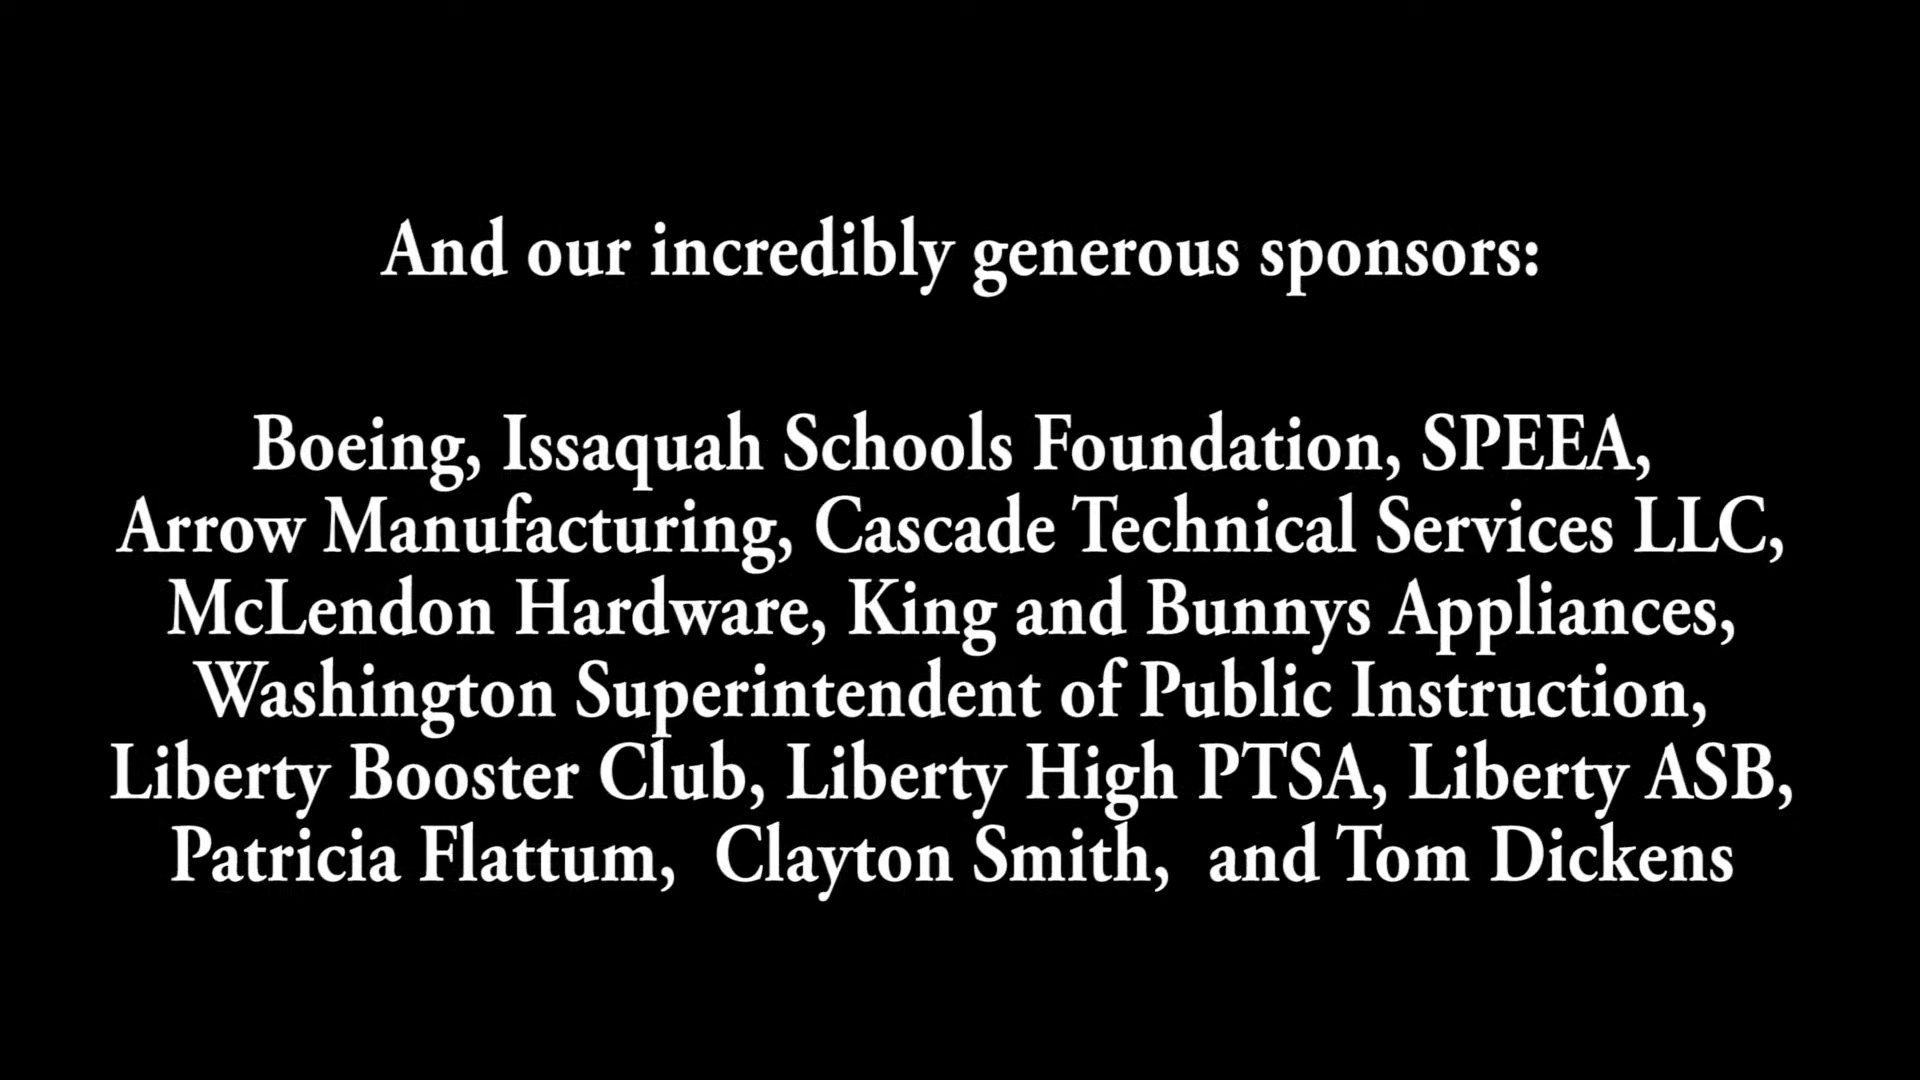 And our incredibly generous sponsors:
Boeing, Issaquah Schools Foundation, SPEEA,
Arrow Manufacturing, Cascade Technical Services LLC,
McLendon Hardware, King and Bunnys Appliances,
Washington Superintendent of Public Instruction,
Liberty Booster Club, Liberty High PTSA, Liberty ASB,
Patricia Flattum,  Clayton Smith,  and Tom Dickens